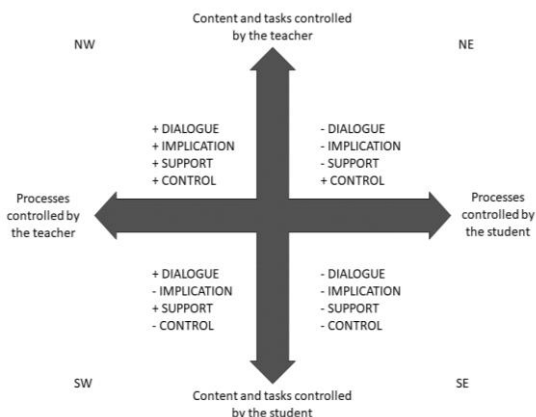 Content and tasks controlled
by the teacher
NW
NE
+ DIALOGUE
+ IMPLICATION
+ SUPPORT
+ CONTROL
- DIALOGUE
- IMPLICATION
- SUPPORT
+ CONTROL
Processes
controlled by
the teacher
Processes
controlled by
the student
+ DIALOGUE
- IMPLICATION
+ SUPPORT
- CONTROL
- DIALOGUE
- IMPLICATION
- SUPPORT
- CONTROL
SW
SE
Content and tasks controlled
by the student